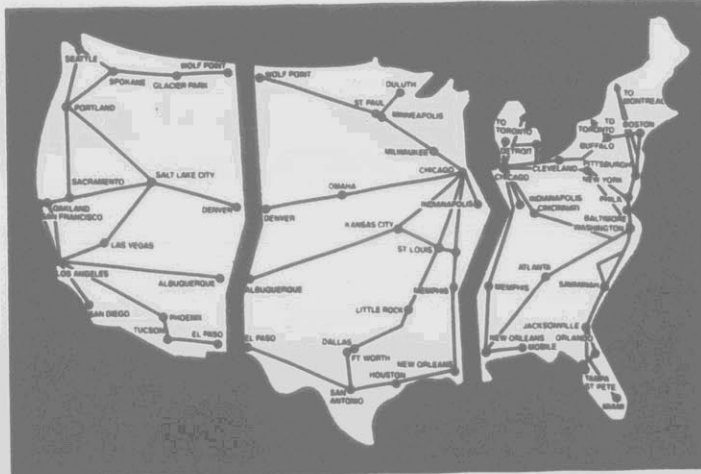 SEATTLE
SPOKANE
GLACIER PARK
WOLF POINT
PORTLAND
SALT LAKE CITY
SACRAMENTO
OAKLAND
SAN FRANCISCO
DENVER
LAS VEGAS
LOS ANGELES
ALBUQUERQUE
SAN DIEGO
PHOENIX
TUCSON
EL PASO
WOLF POINT
DULUTH
ST PAUL
MINNEAPOLIS
MILWAUKEE
CHICAGO
OMAHA
DENVER
INDIANAPOLIS
KANSAS CITY
ST LOUIS
ALBUQUERQUE
MEMPHIS
LITTLE ROCK
EL PASO
DALLAS
FT WORTH
NEW ORLEANS
HOUSTON
SAN
ANTONIO
TO
MONTREAL
TO
TORONTO
TO
TORONTO
BOSTON
DETROIT
BUFFALO
CLEVELAND
PITTSBURGH
CHICAGO
NEW YORK
INDIANAPOLIS
CINCINNATI
PHILA
BALTIMORE
WASHINGTON
ATLANTA
MEMPHIS
SAVANNAH
JACKSONVILLE
NEW ORLEANS
ORLANDO
MOBILE
TAMPA
ST PETE
MIAMI